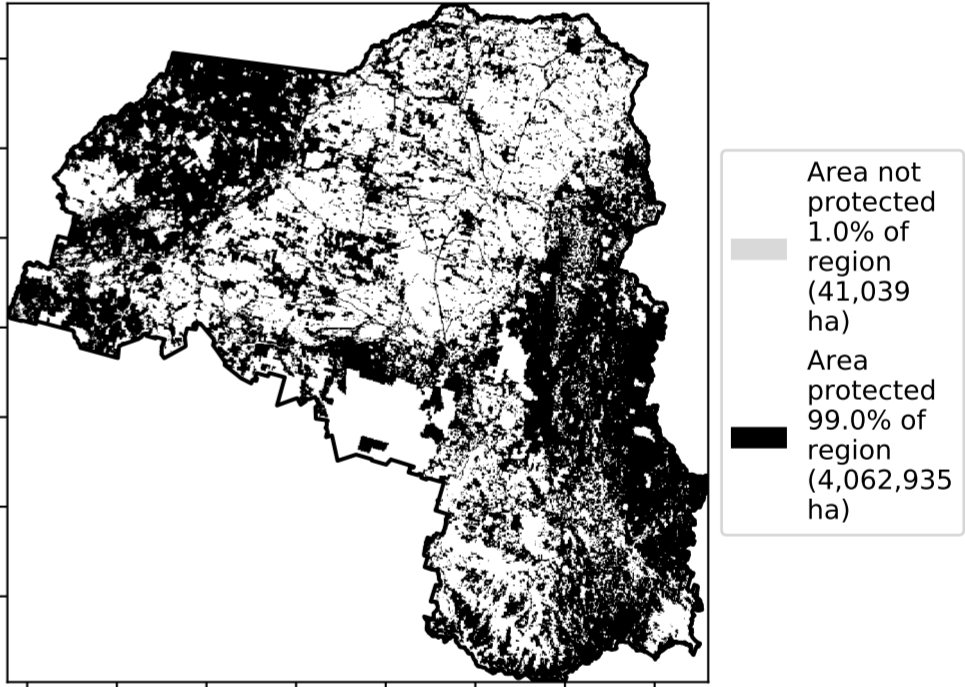 Area not
protected
1.0% of
region
(41,039
ha)
Area
protected
99.0% of
region
(4,062,935
ha)